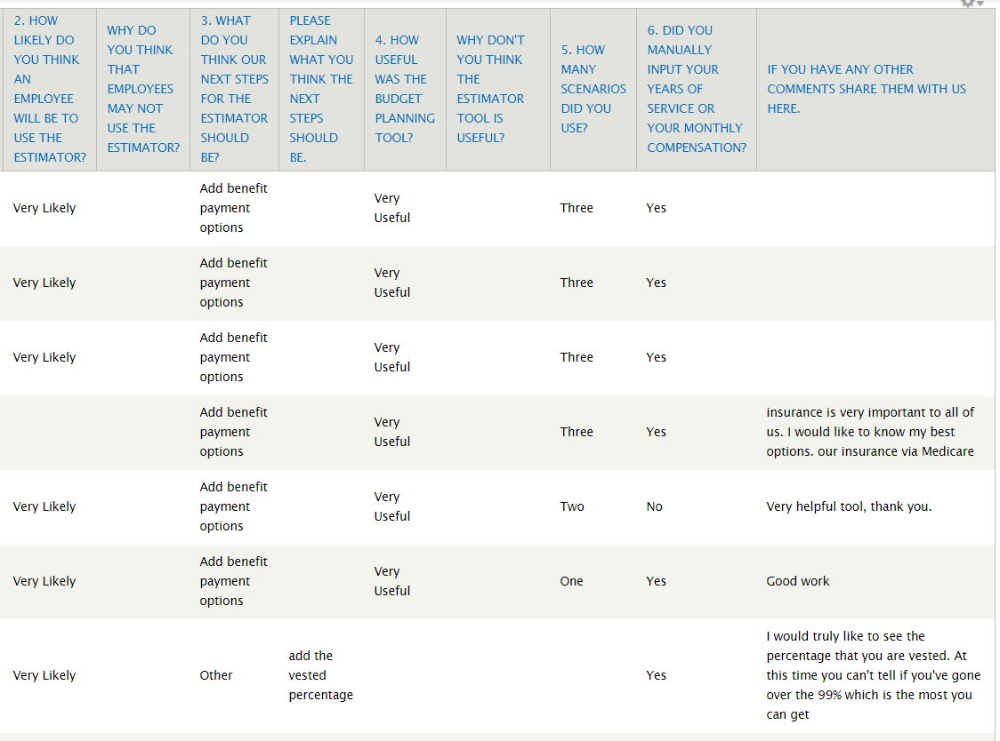 2. HOW
LIKELY DO
YOU THINK
AN
EMPLOYEE
WILL BE TO
USE THE
ESTIMATOR?
WHY DO
YOU THINK
THAT
EMPLOYEES
MAY NOT
USE THE
ESTIMATOR?
3. WHAT
DO YOU
THINK OUR
NEXT STEPS
FOR THE
ESTIMATOR
SHOULD
BE?
PLEASE
EXPLAIN
WHAT YOU
THINK THE
NEXT
STEPS
SHOULD
BE.
4. HOW
USEFUL
WAS THE
BUDGET
PLANNING
TOOL?
WHY DON'T
YOU THINK
THE
ESTIMATOR
TOOL IS
USEFUL?
5. HOW
MANY
SCENARIOS
DID YOU
USE?
6. DID YOU
MANUALLY
INPUT YOUR
YEARS OF
SERVICE OR
YOUR MONTHLY
COMPENSATION?
IF YOU HAVE ANY OTHER
COMMENTS SHARE THEM WITH US
HERE.
Very Likely
Add benefit
payment
options
Very
Useful
Three
Yes
Very Likely
Add benefit
payment
options
Very
Useful
Three
Yes
Very Likely
Add benefit
payment
options
Very
Useful
Three
Yes
Add benefit
payment
options
Very
Useful
Three
Yes
insurance is very important to all of
us. I would like to know my best
options. our insurance via Medicare
Very Likely
Add benefit
payment
options
Very
Useful
Two
No
Very helpful tool, thank you.
Very Likely
Add benefit
payment
options
Very
Useful
One
Yes
Good work
Very Likely
Other
add the
vested
percentage
Yes
I would truly like to see the
percentage that you are vested. At
this time you can't tell if you've gone
over the 99% which is the most you
can get